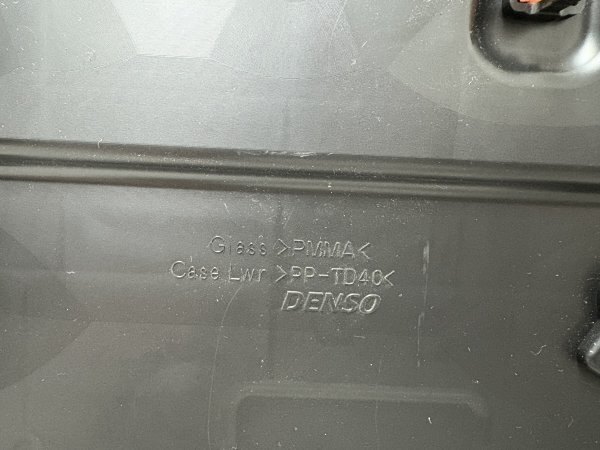 Glass >PMMA<
Case Lwr >PP-TD40<
DENSO